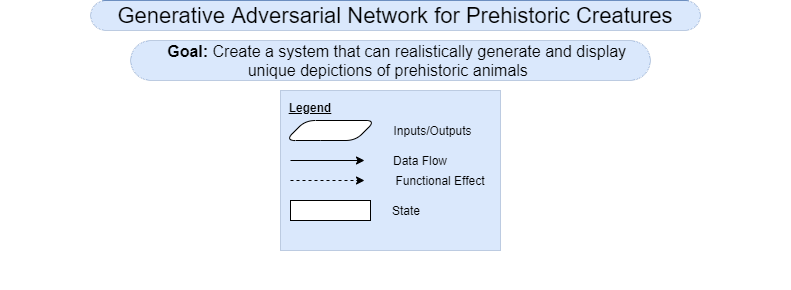 Generative Adversarial Network for Prehistoric Creatures
Goal: Create a system that can realistically generate and display
unique depictions of prehistoric animals
Legend
Inputs/Outputs
Data Flow
Functional Effect
State